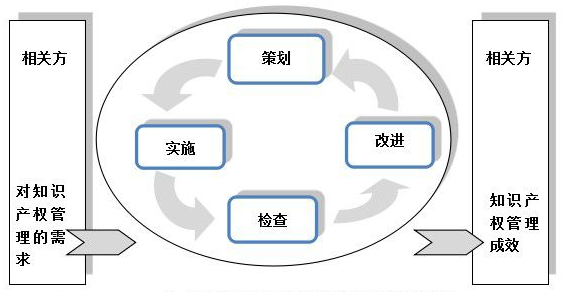 相关方
对知识
产权管
理的需
求
策划
实施
改进
检查
相关方
知识产
权管理
成效